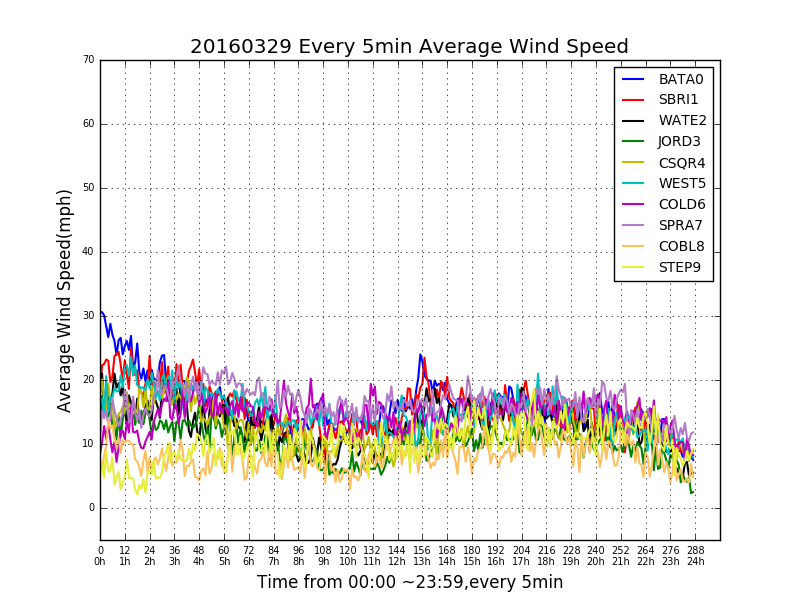 20160329 Every 5min Average Wind Speed
70
60
50
40
30
20
10
0
Average Wind Speed(mph)
BATA0
SBRI1
WATE2
JORD3
CSQR4
WEST5
COLD6
SPRA7
COBL8
STEP9
0 12 24 36 48 60 72 84 96 108 120 132 144 156 168 180 192 204 216 228 240 252 264 276 288
0h 1h 2h 3h 4h 5h 6h 7h 8h 9h 10h 11h 12h 13h 14h 15h 16h 17h 18h 19h 20h 21h 22h 23h 24h
Time from 00:00 ~23:59,every 5min